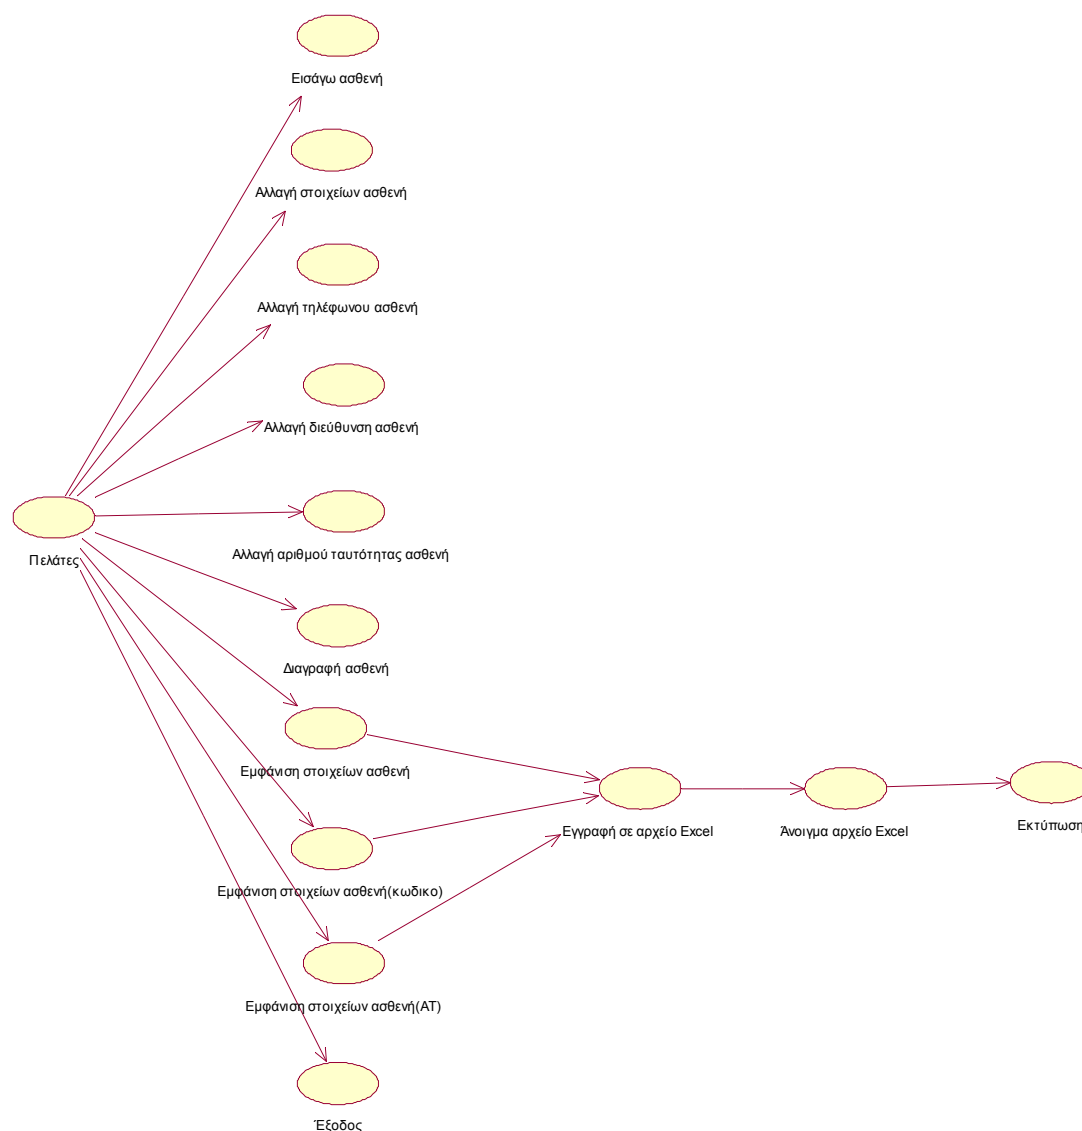 Εισάγω ασθενή
Αλλαγή στοιχείων ασθενή
Αλλαγή τηλέφωνου ασθενή
Αλλαγή διεύθυνση ασθενή
Πελάτες
Αλλαγή αριθμού ταυτότητας ασθενή
Διαγραφή ασθενή
Εμφάνιση στοιχείων ασθενή
Εγγραφή σε αρχείο Excel
Άνοιγμα αρχείο Excel
Εκτύπωση
Εμφάνιση στοιχείων ασθενή(κωδικο)
Εμφάνιση στοιχείων ασθενή(ΑΤ)
Έξοδος